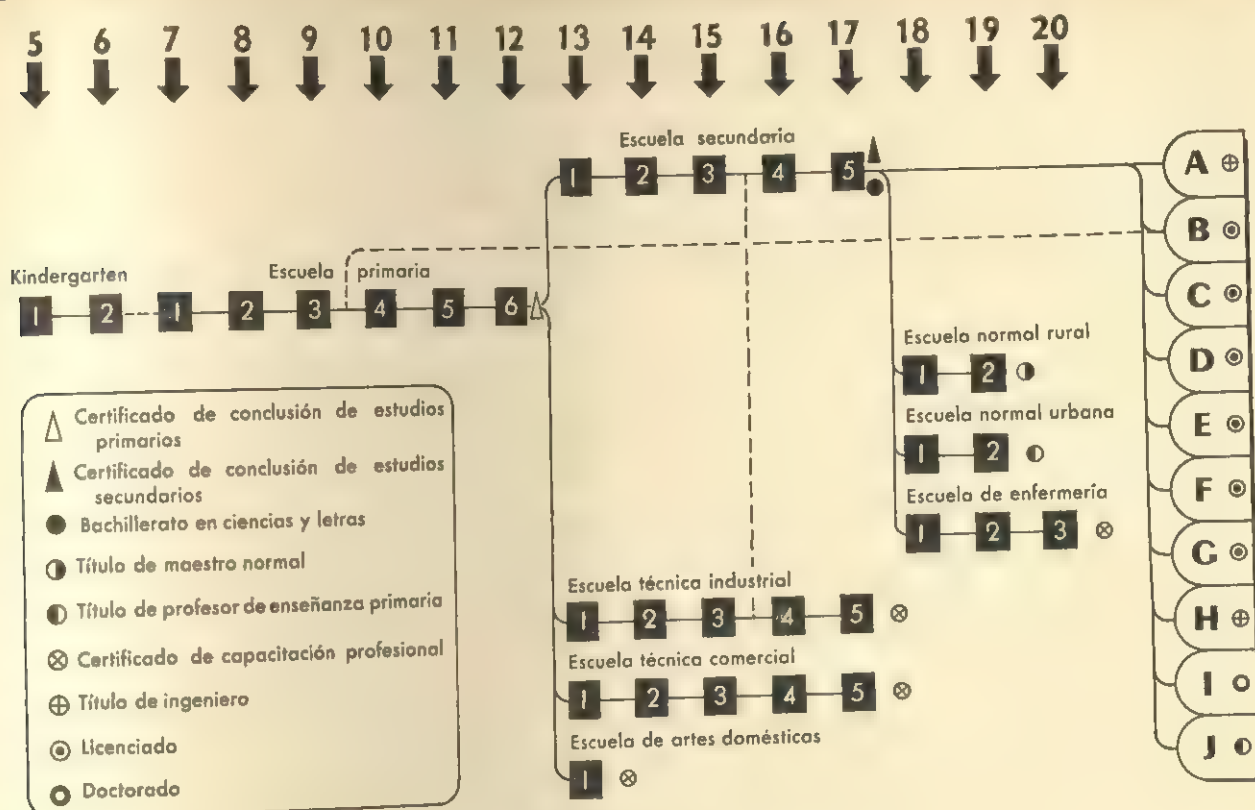 5 6 7 8 9 10 11 12 13 14 15 16 17 18 19 20
Escuela secundaria
1 2 3 4 5
A
B
C
D
E
F
G
H
I
J
Kindergarten
1 2
Escuela primaria
1 2 3 4 5 6
Escuela normal rural
1 2
Escuela normal urbana
1 2
Escuela de enfermería
1 2 3
Escuela técnica industrial
1 2 3 4 5
Escuela técnica comercial
1 2 3 4 5
Escuela de artes domésticas
1
Certificado de conclusión de estudios
primarios
Certificado de conclusión de estudios
secundarios
Bachillerato en ciencias y letras
Título de maestro normal
Título de profesor de enseñanza primaria
Certificado de capacitación profesional
Título de ingeniero
Licenciado
Doctorado